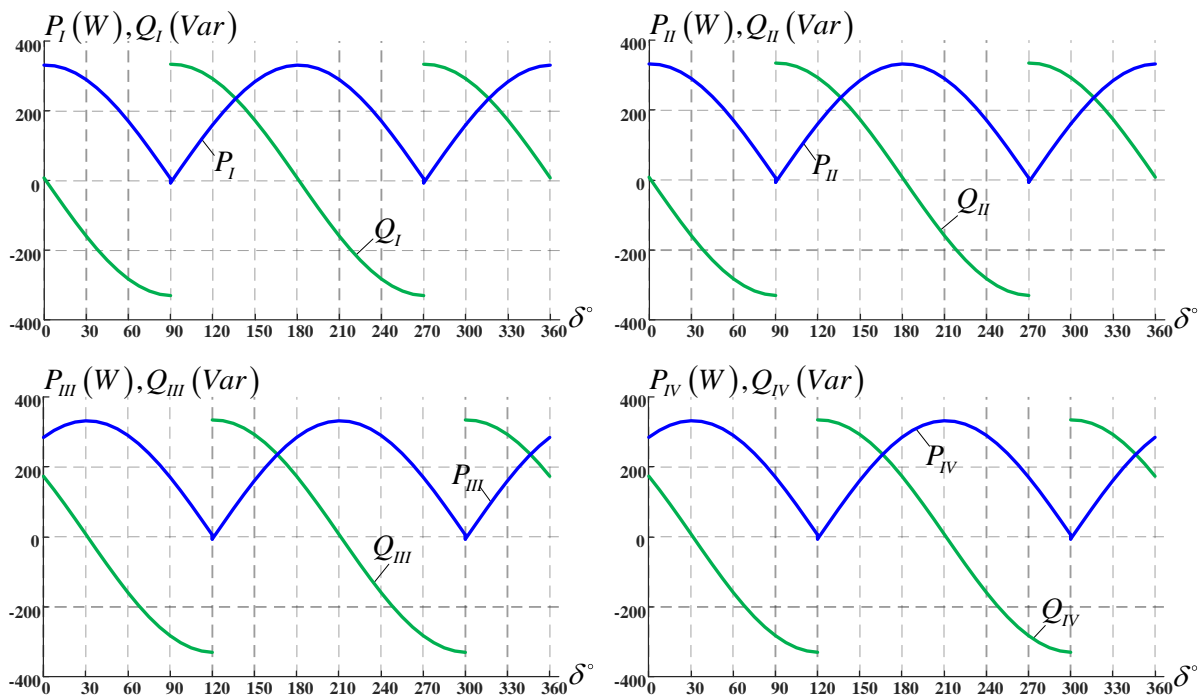 P_I (W), Q_I (Var)
400
200
0
-200
-400
P_I
Q_I
0 30 60 90 120 150 180 210 240 270 300 330 360 δ°
P_II (W), Q_II (Var)
400
200
0
-200
-400
P_II
Q_II
0 30 60 90 120 150 180 210 240 270 300 330 360 δ°
P_III (W), Q_III (Var)
400
200
0
-200
-400
P_III
Q_III
0 30 60 90 120 150 180 210 240 270 300 330 360 δ°
P_IV (W), Q_IV (Var)
400
200
0
-200
-400
P_IV
Q_IV
0 30 60 90 120 150 180 210 240 270 300 330 360 δ°